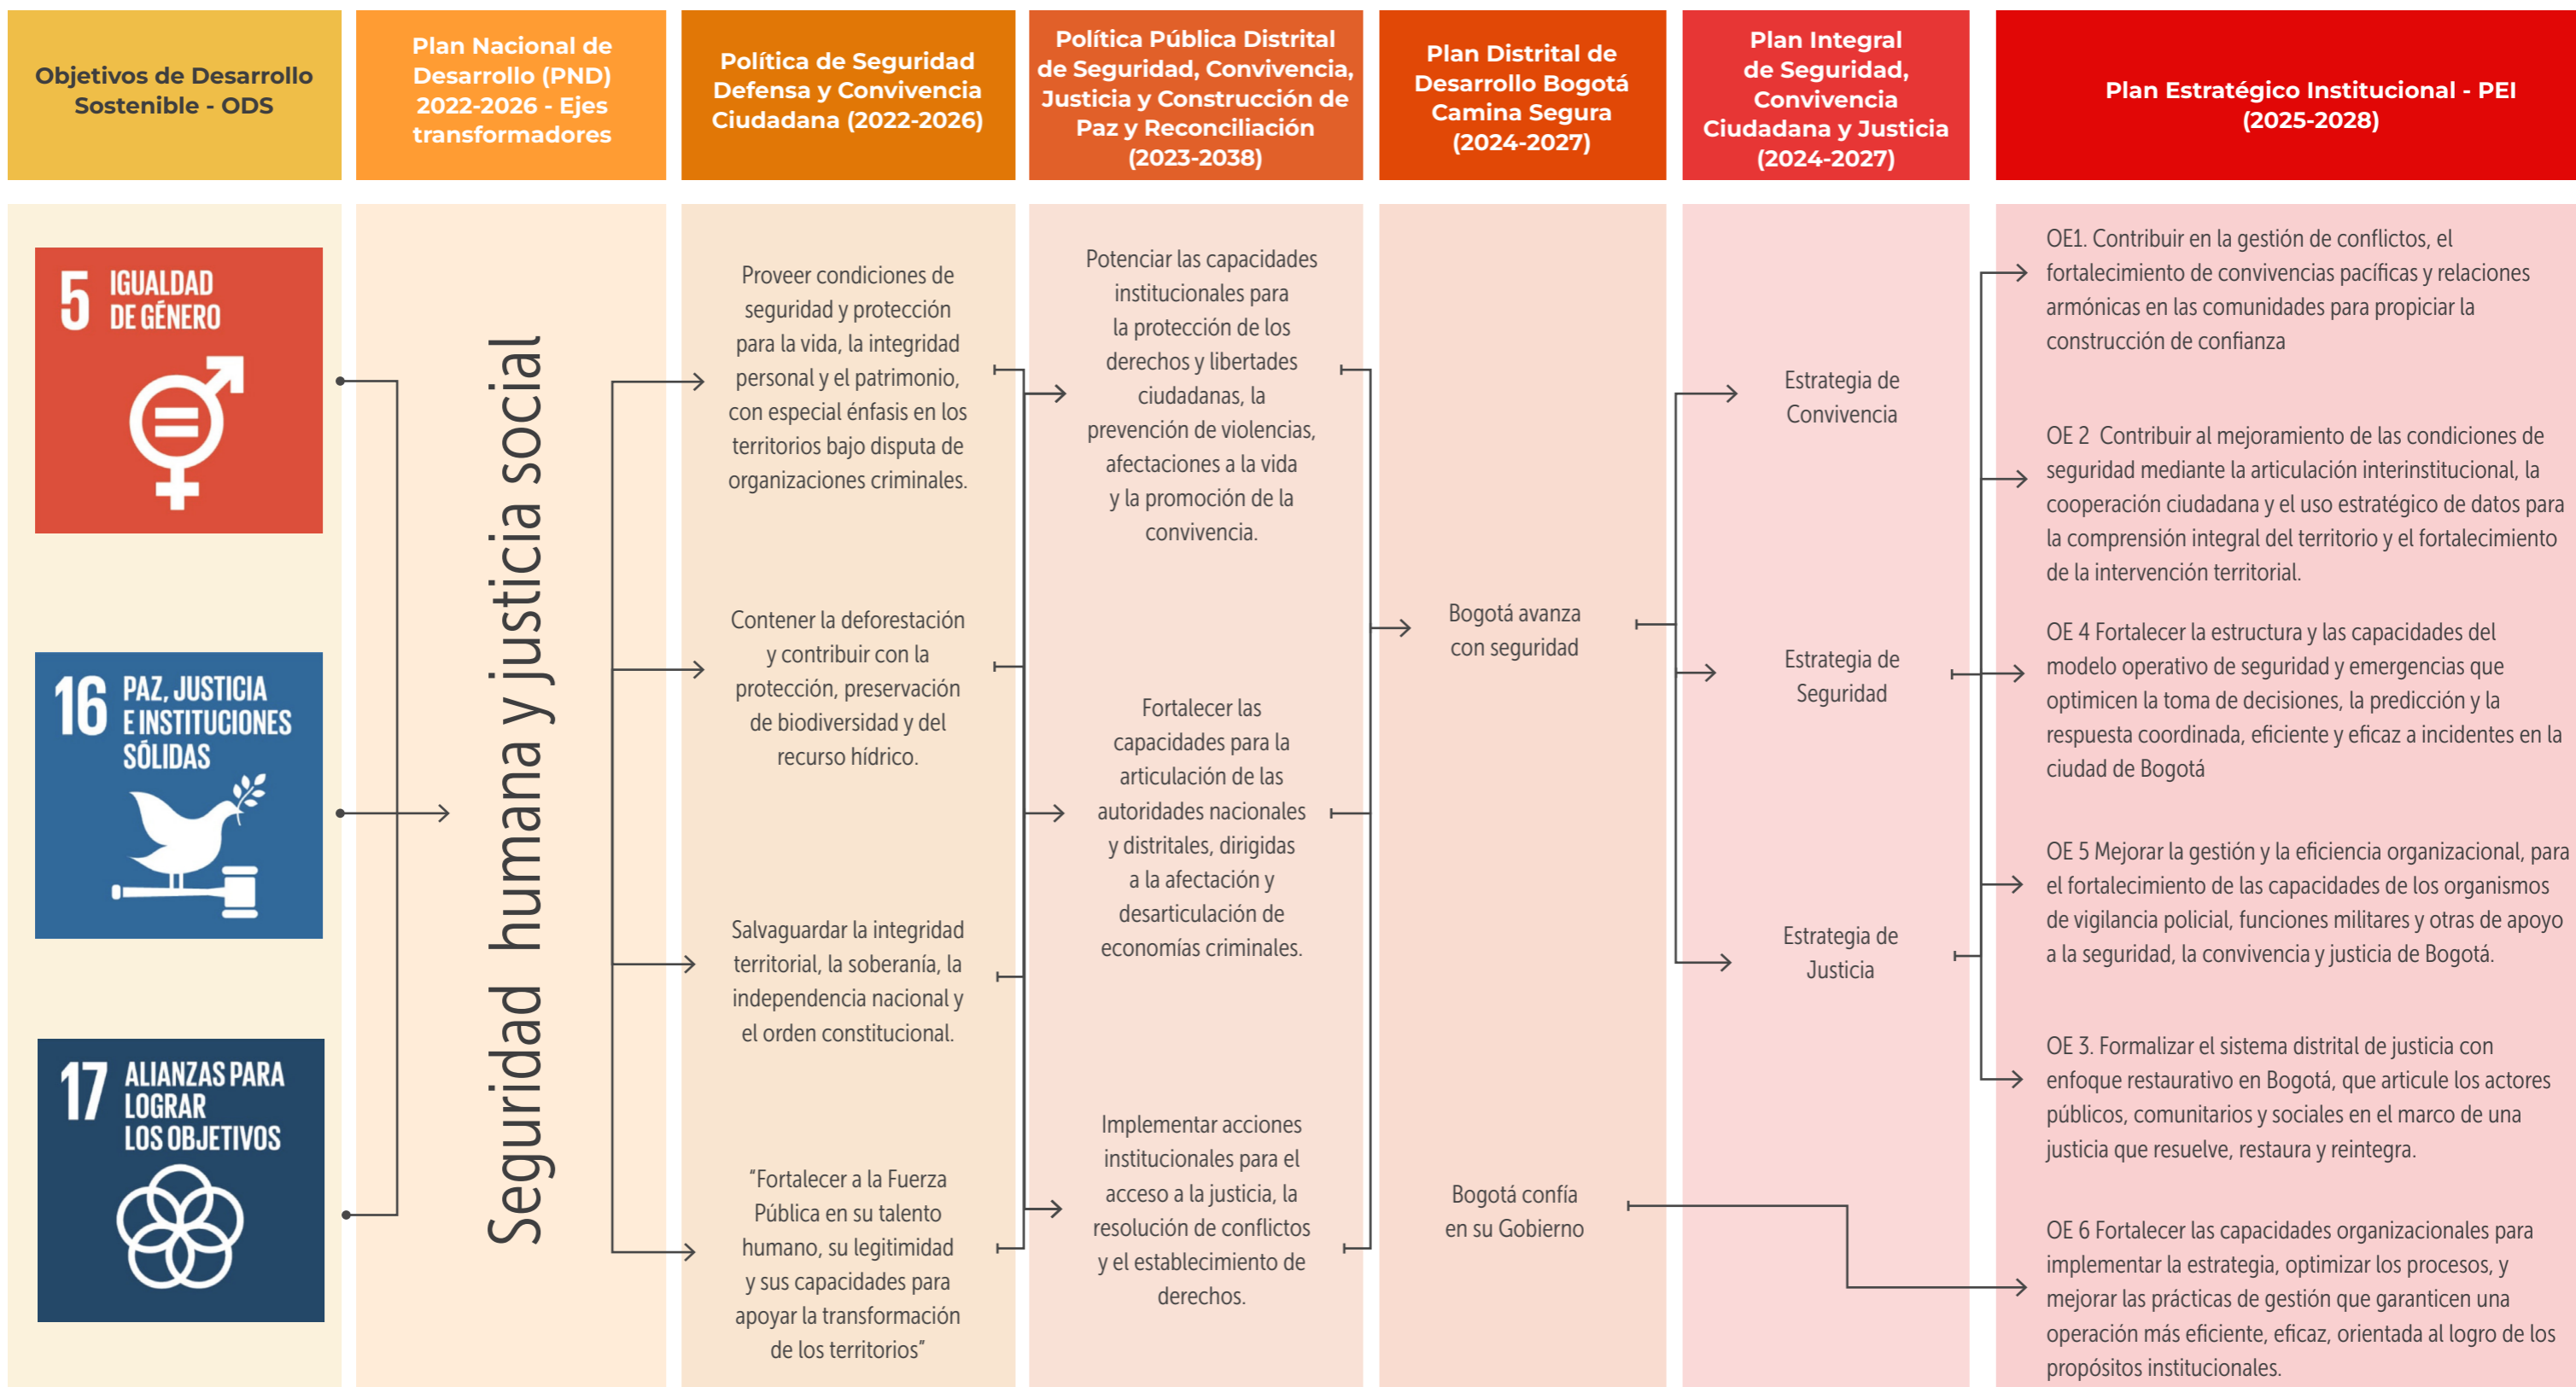 Objetivos de Desarrollo
Sostenible - ODS
Plan Nacional de
Desarrollo (PND)
2022-2026 - Ejes
transformadores
Política de Seguridad
Defensa y Convivencia
Ciudadana (2022-2026)
Política Pública Distrital
de Seguridad, Convivencia,
Justicia y Construcción de
Paz y Reconciliación
(2023-2038)
Plan Distrital de
Desarrollo Bogotá
Camina Segura
(2024-2027)
Plan Integral
de Seguridad,
Convivencia
Ciudadana y Justicia
(2024-2027)
Plan Estratégico Institucional - PEI
(2025-2028)
5 IGUALDAD
DE GÉNERO
16 PAZ, JUSTICIA
E INSTITUCIONES
SÓLIDAS
17 ALIANZAS PARA
LOGRAR
LOS OBJETIVOS
Seguridad humana y justicia social
Proveer condiciones de
seguridad y protección
para la vida, la integridad
personal y el patrimonio,
con especial énfasis en los
territorios bajo disputa de
organizaciones criminales.
Contener la deforestación
y contribuir con la
protección, preservación
de biodiversidad y del
recurso hídrico.
Salvaguardar la integridad
territorial, la soberanía, la
independencia nacional y
el orden constitucional.
“Fortalecer a la Fuerza
Pública en su talento
humano, su legitimidad
y sus capacidades para
apoyar la transformación
de los territorios”
Potenciar las capacidades
institucionales para
la protección de los
derechos y libertades
ciudadanas, la
prevención de violencias,
afectaciones a la vida
y la promoción de la
convivencia.
Fortalecer las
capacidades para la
articulación de las
autoridades nacionales
y distritales, dirigidas
a la afectación y
desarticulación de
economías criminales.
Implementar acciones
institucionales para el
acceso a la justicia, la
resolución de conflictos
y el establecimiento de
derechos.
Bogotá avanza
con seguridad
Bogotá confía
en su Gobierno
Estrategia de
Convivencia
Estrategia de
Seguridad
Estrategia de
Justicia
OE1. Contribuir en la gestión de conflictos, el
fortalecimiento de convivencias pacíficas y relaciones
armónicas en las comunidades para propiciar la
construcción de confianza
OE 2 Contribuir al mejoramiento de las condiciones de
seguridad mediante la articulación interinstitucional, la
cooperación ciudadana y el uso estratégico de datos para
la comprensión integral del territorio y el fortalecimiento
de la intervención territorial.
OE 4 Fortalecer la estructura y las capacidades del
modelo operativo de seguridad y emergencias que
optimicen la toma de decisiones, la predicción y la
respuesta coordinada, eficiente y eficaz a incidentes en la
ciudad de Bogotá
OE 5 Mejorar la gestión y la eficiencia organizacional, para
el fortalecimiento de las capacidades de los organismos
de vigilancia policial, funciones militares y otras de apoyo
a la seguridad, la convivencia y justicia de Bogotá.
OE 3. Formalizar el sistema distrital de justicia con
enfoque restaurativo en Bogotá, que articule los actores
públicos, comunitarios y sociales en el marco de una
justicia que resuelve, restaura y reintegra.
OE 6 Fortalecer las capacidades organizacionales para
implementar la estrategia, optimizar los procesos, y
mejorar las prácticas de gestión que garanticen una
operación más eficiente, eficaz, orientada al logro de los
propósitos institucionales.